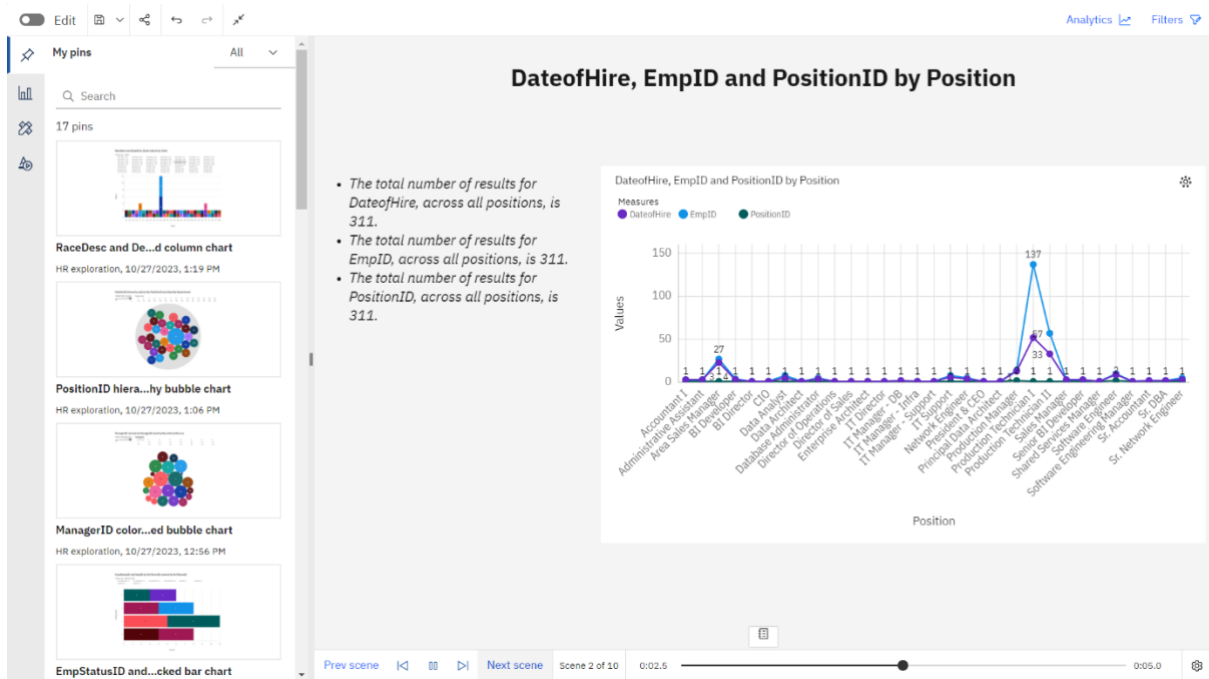 Edit
Analytics
Filters
My pins
All
Search
17 pins
RaceDesc and De...d column chart
HR exploration, 10/27/2023, 1:19 PM
PositionID hiera...hy bubble chart
HR exploration, 10/27/2023, 1:06 PM
ManagerID color...ed bubble chart
HR exploration, 10/27/2023, 12:56 PM
EmpStatusID and...cked bar chart
DateofHire, EmpID and PositionID by Position
• The total number of results for
DateofHire, across all positions, is
311.
• The total number of results for
EmpID, across all positions, is 311.
• The total number of results for
PositionID, across all positions, is
311.
DateofHire, EmpID and PositionID by Position
Measures
DateofHire EmpID PositionID
Values
150
100
50
0
137
57
33
27
Accountant I
Administrative Assistant
Area Sales Manager
BI Developer
BI Director
CIO
Data Analyst
Data Architect
Database Administrator
Director of Operations
Director of Sales
Enterprise Architect
IT Director
IT Manager - DB
IT Manager - Infra
IT Manager - Support
IT Support
Network Engineer
President & CEO
Principal Data Architect
Production Manager
Production Technician I
Production Technician II
Sales Manager
Senior BI Developer
Shared Services Manager
Software Engineer
Software Engineering Manager
Sr. Accountant
Sr. DBA
Sr. Network Engineer
Position
Prev scene
Next scene
Scene 2 of 10
0:02.5
0:05.0